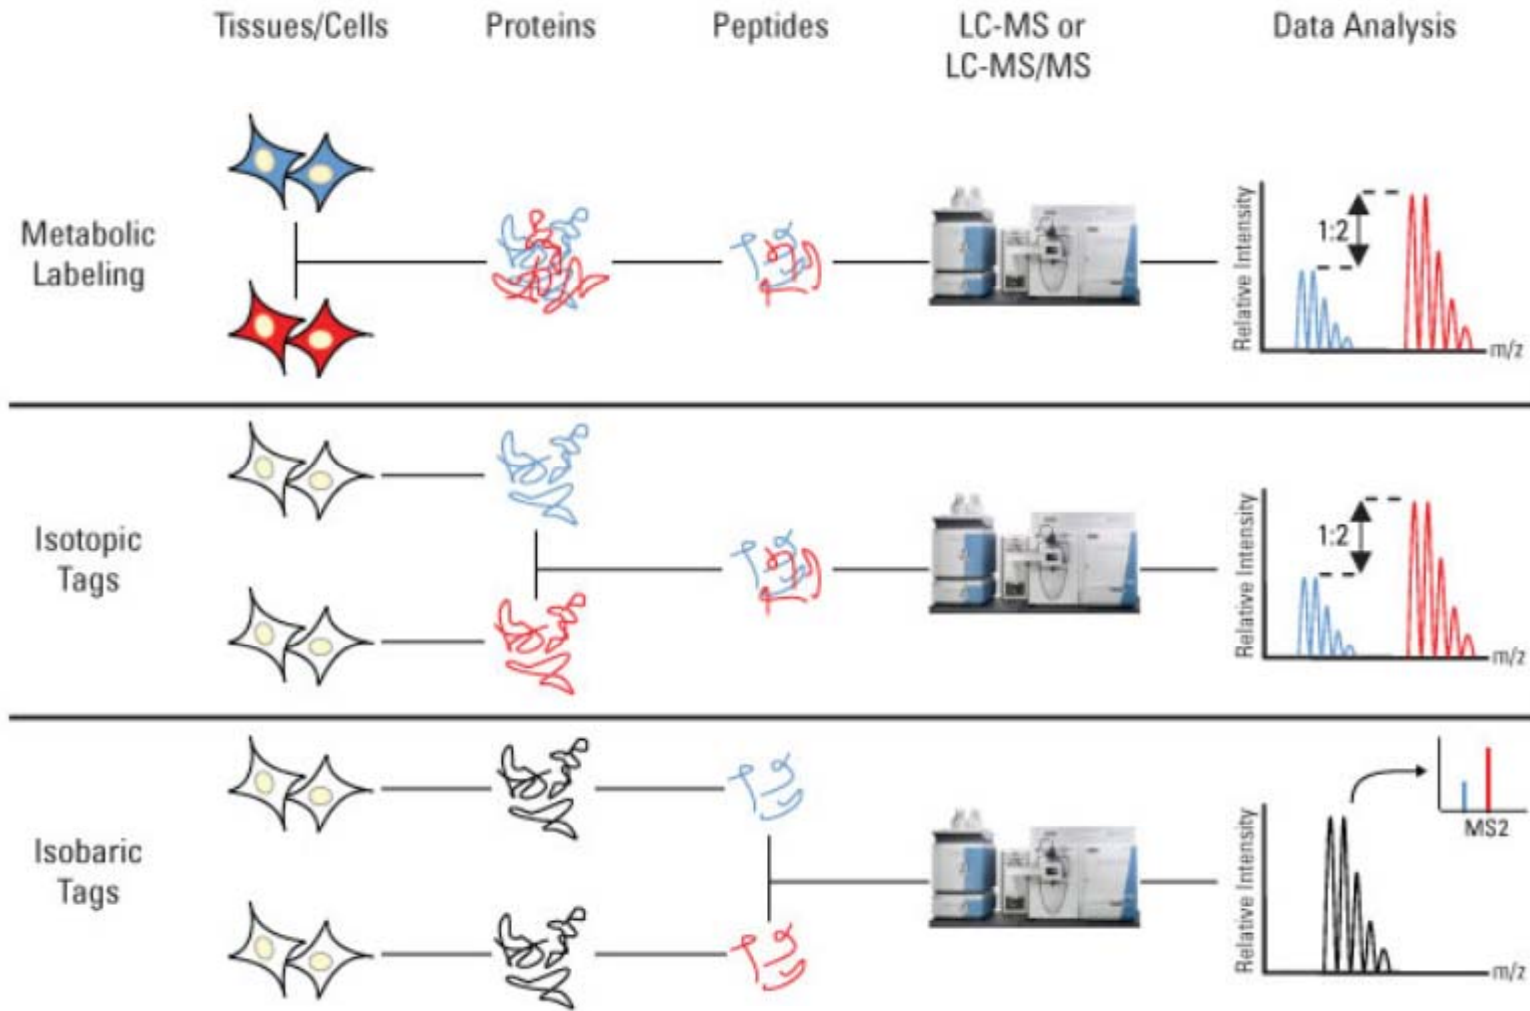 Tissues/Cells
Proteins
Peptides
LC-MS or
LC-MS/MS
Data Analysis
Metabolic
Labeling
Relative Intensity
1:2
m/z
Isotopic
Tags
Relative Intensity
1:2
m/z
Isobaric
Tags
Relative Intensity
MS2
m/z